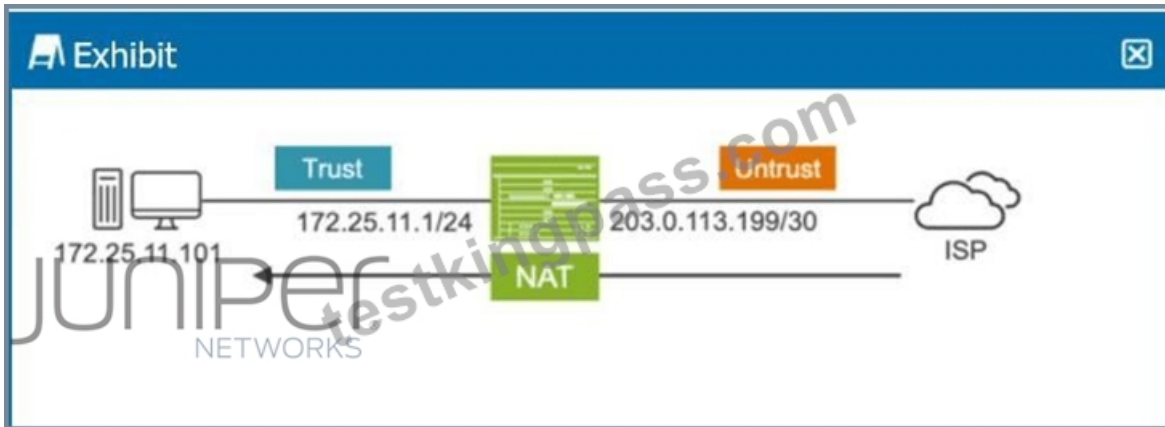 Exhibit
Trust
Untrust
172.25.11.1/24
203.0.113.199/30
172.25.11.101
ISP
NAT
JUNIPer
NETWORKS
testkingpass.com